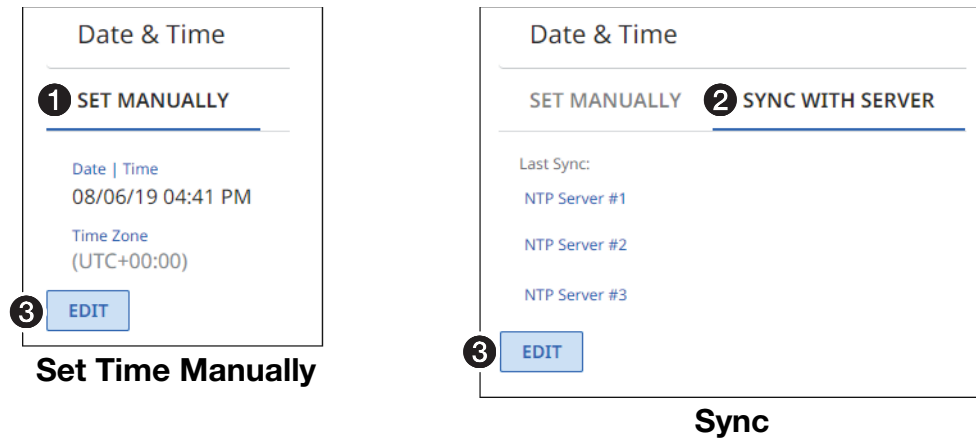 Date & Time
1 SET MANUALLY
Date | Time
08/06/19 04:41 PM
Time Zone
(UTC+00:00)
3 EDIT
Set Time Manually
Date & Time
SET MANUALLY 2 SYNC WITH SERVER
Last Sync:
NTP Server #1
NTP Server #2
NTP Server #3
3 EDIT
Sync